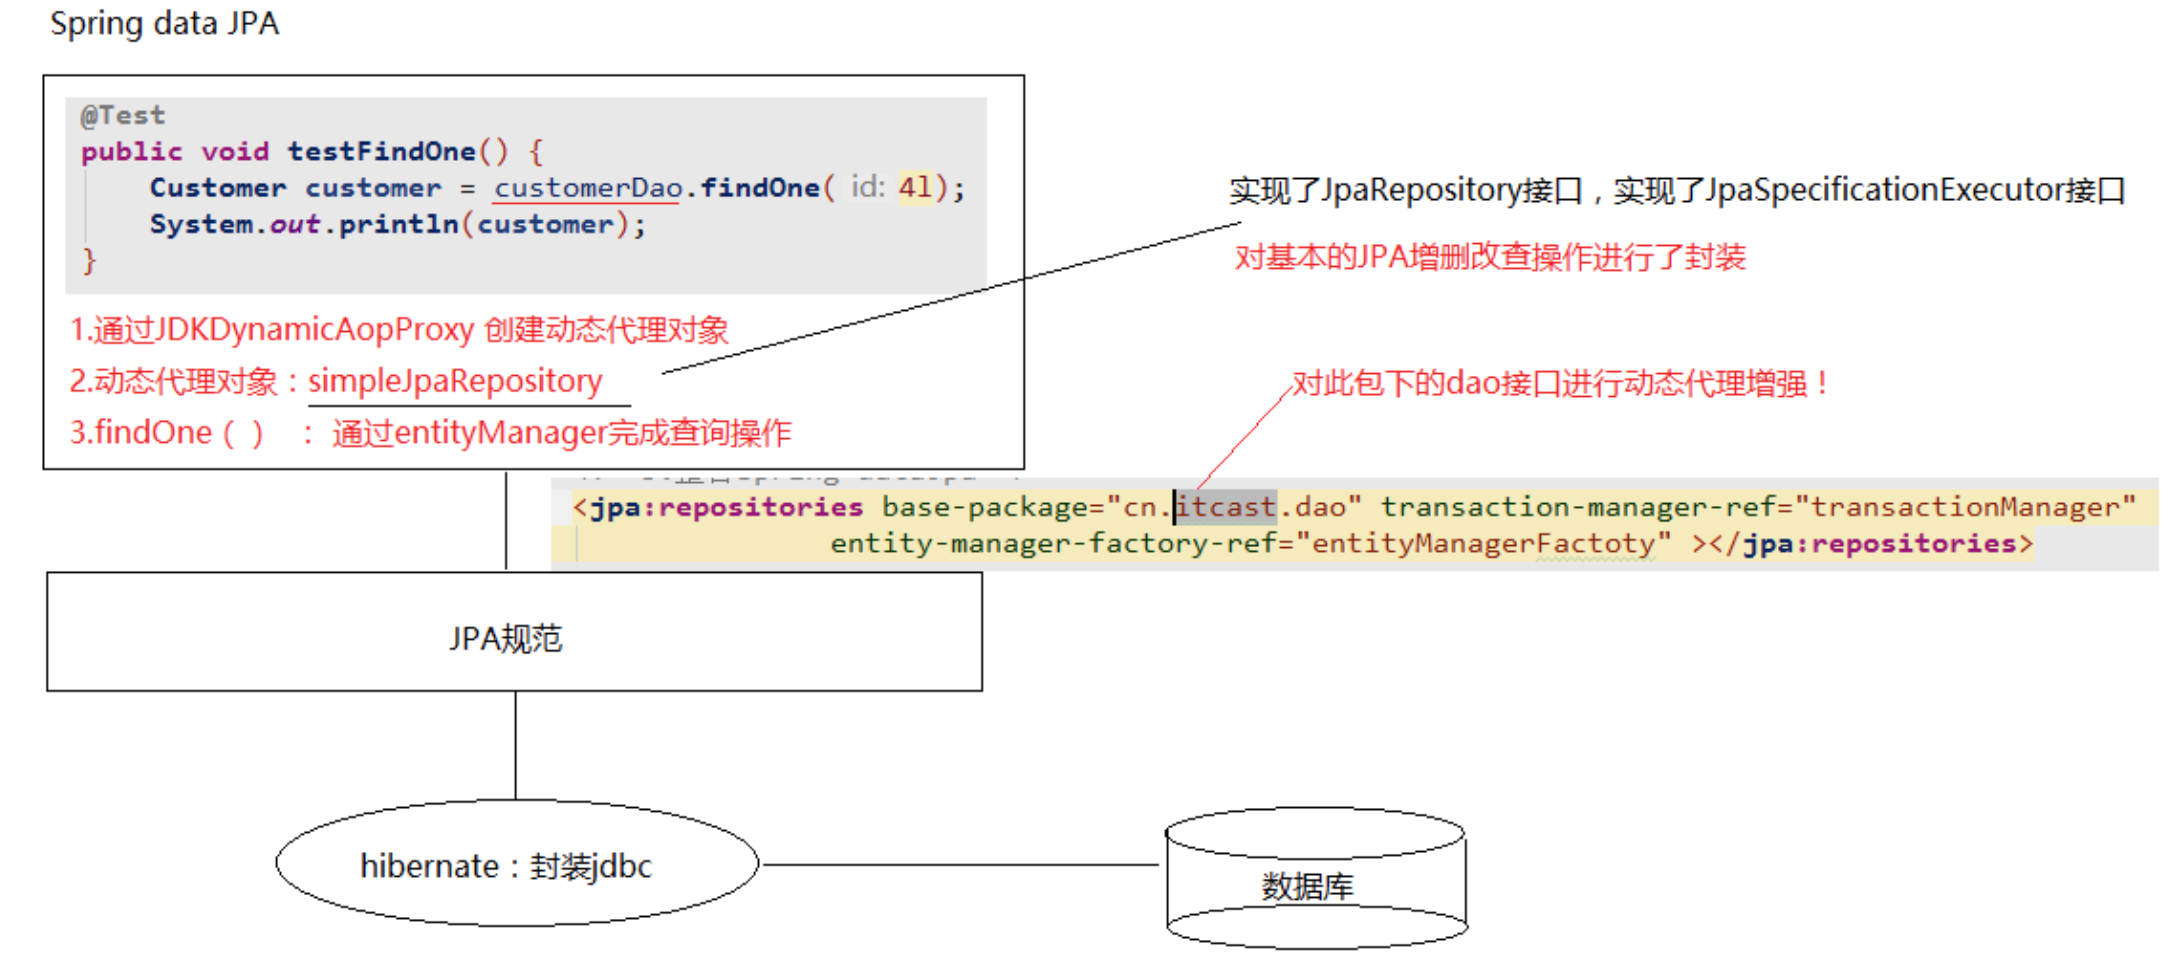 Spring data JPA
@Test
public void testFindOne() {
Customer customer = customerDao.findOne( id: 4l);
System.out.println(customer);
}
1.通过JDKDynamicAopProxy 创建动态代理对象
2.动态代理对象：simpleJpaRepository
3.findOne（ ） ： 通过entityManager完成查询操作
实现了JpaRepository接口，实现了JpaSpecificationExecutor接口
对基本的JPA增删改查操作进行了封装
对此包下的dao接口进行动态代理增强！
<jpa:repositories base-package="cn.itcast.dao" transaction-manager-ref="transactionManager"
entity-manager-factory-ref="entityManagerFactoty" ></jpa:repositories>
JPA规范
hibernate：封装jdbc
数据库